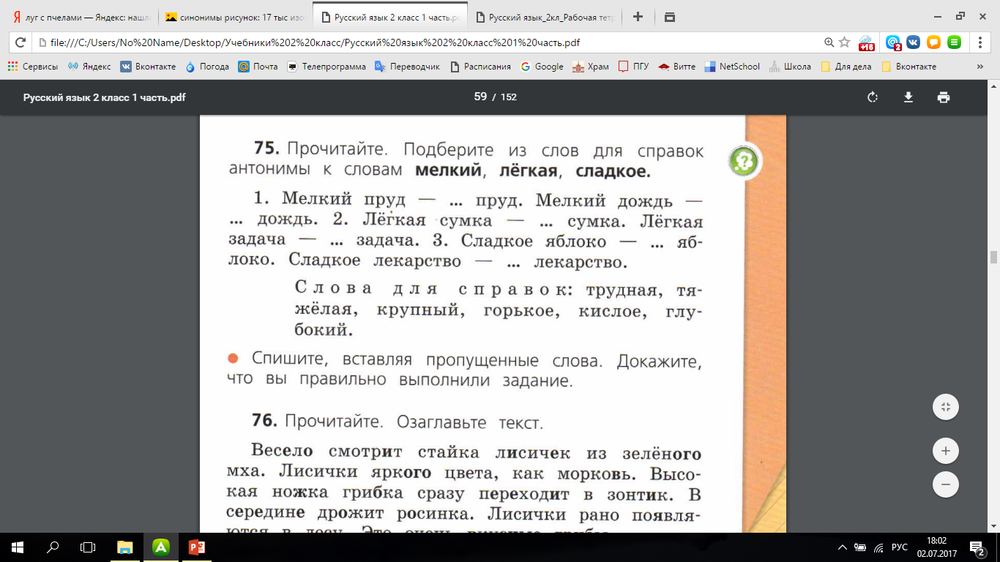 луг с пчелами — Яндекс: нашл
синонимы рисунок: 17 тыс изо
Русский язык 2 класс 1 часть.pd
Русский язык_2кл_Рабочая тетр
file:///C:/Users/No%20Name/Desktop/Учебники%202%20класс/Русский%20язык%202%20класс%201%20часть.pdf
+16
2
Сервисы Яндекс Вконтакте Погода Почта Телепрограмма Переводчик Расписания Google Храм ПГУ Витте NetSchool Школа Для дела Вконтакте »
Русский язык 2 класс 1 часть.pdf
59 / 152
75. Прочитайте. Подберите из слов для справок
антонимы к словам мелкий, лёгкая, сладкое.
1. Мелкий пруд — ... пруд. Мелкий дождь —
... дождь. 2. Лёгкая сумка — ... сумка. Лёгкая
задача — ... задача. 3. Сладкое яблоко — ... яб-
локо. Сладкое лекарство — ... лекарство.
Слова для справок: трудная, тя-
жёлая, крупный, горькое, кислое, глу-
бокий.
Спишите, вставляя пропущенные слова. Докажите,
что вы правильно выполнили задание.
76. Прочитайте. Озаглавьте текст.
Весело смотрит стайка лисичек из зелёного
мха. Лисички яркого цвета, как морковь. Высо-
кая ножка грибка сразу переходит в зонтик. В
середине дрожит росинка. Лисички рано появля-
РУС
18:02
02.07.2017
2